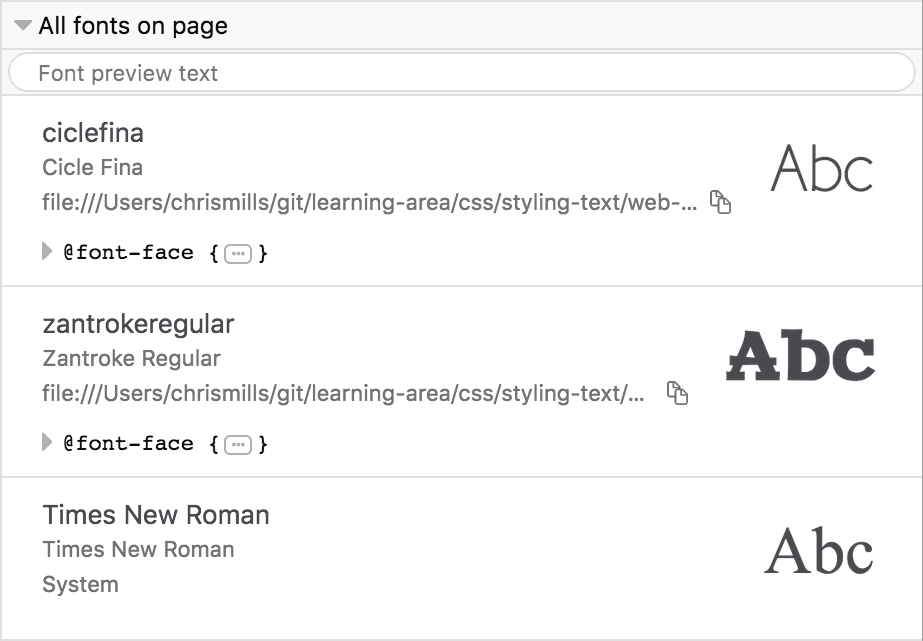 All fonts on page
Font preview text
ciclefina
Cicle Fina
Abc
file:///Users/chrismills/git/learning-area/css/styling-text/web-...
@font-face {...}
zantrokeregular
Zantroke Regular
Abc
file:///Users/chrismills/git/learning-area/css/styling-text/...
@font-face {...}
Times New Roman
Times New Roman
Abc
System